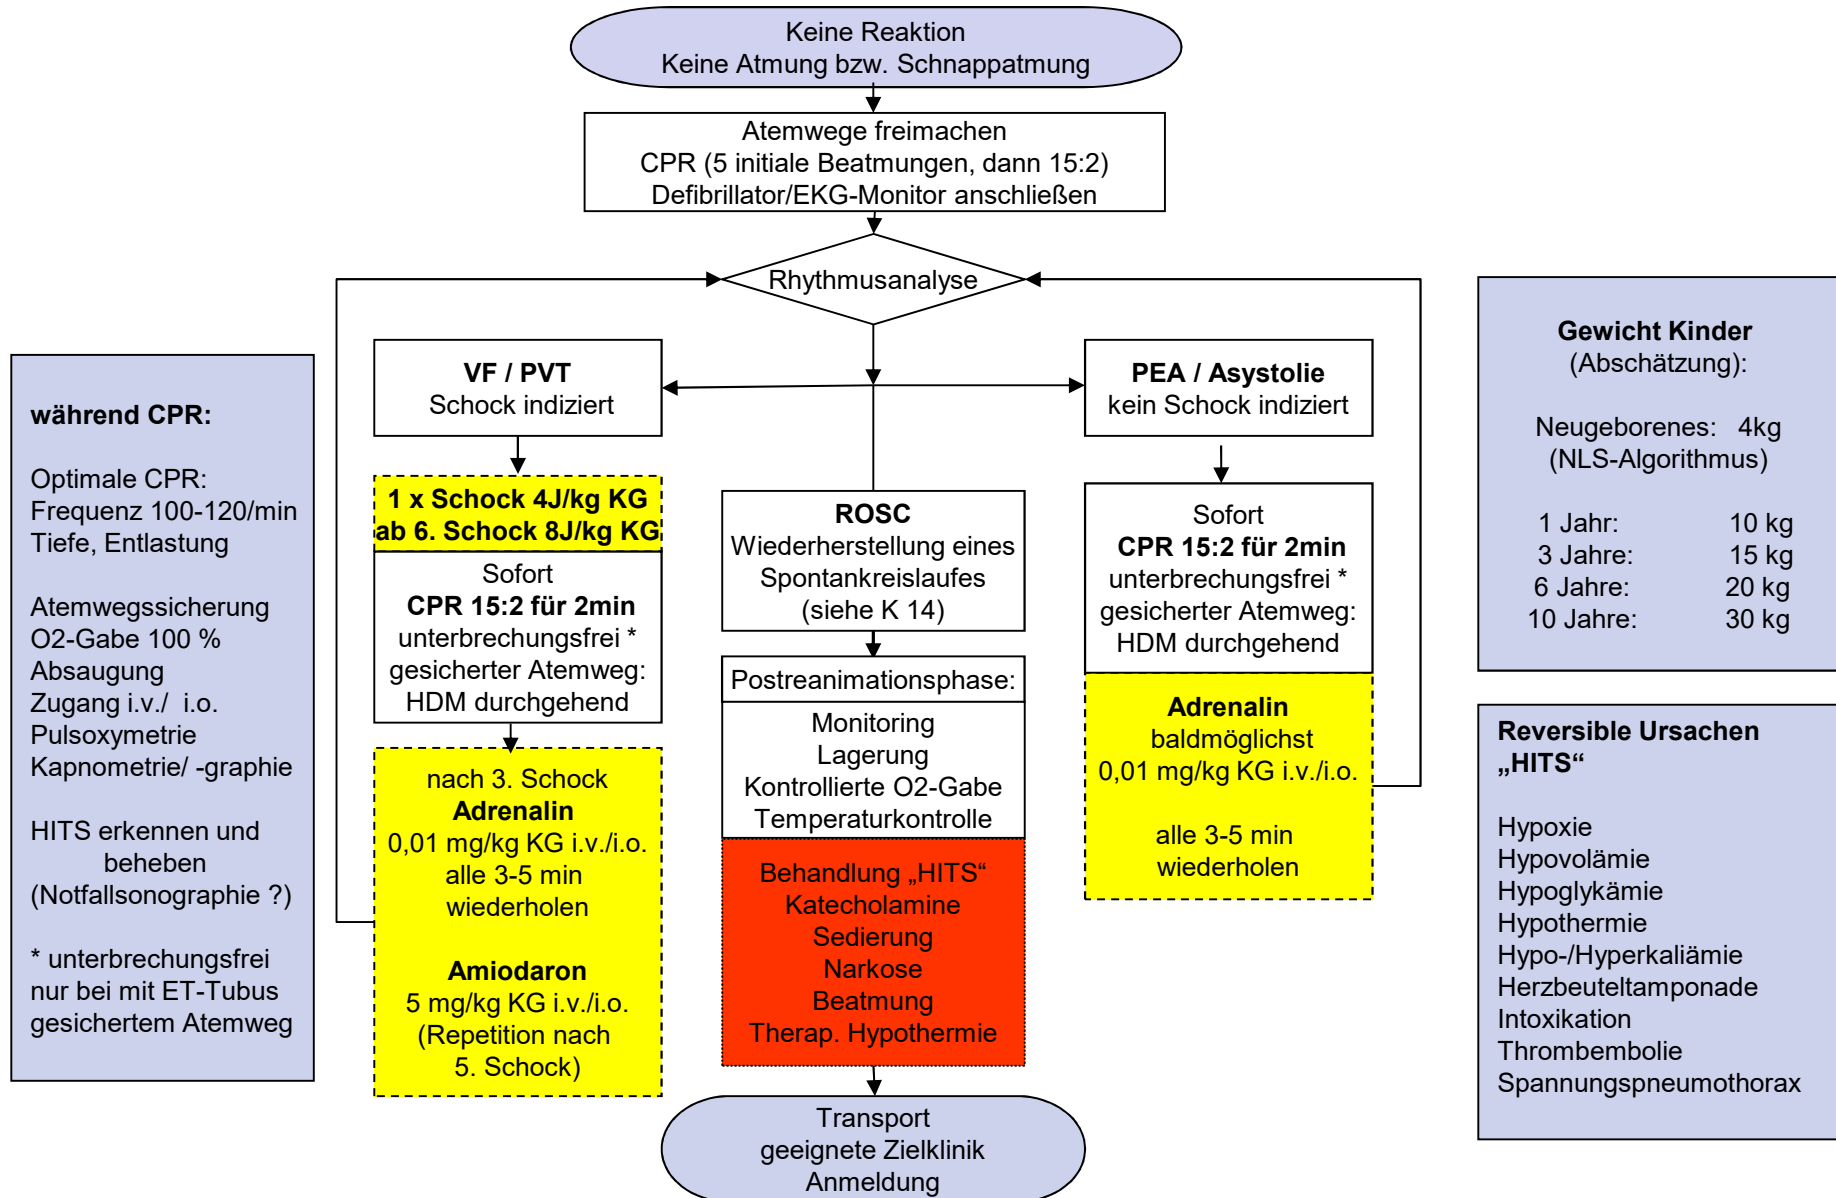 Keine Reaktion
Keine Atmung bzw. Schnappatmung
Atemwege freimachen
CPR (5 initiale Beatmungen, dann 15:2)
Defibrillator/EKG-Monitor anschließen
Rhythmusanalyse
während CPR:
Optimale CPR:
Frequenz 100-120/min
Tiefe, Entlastung
Atemwegssicherung
O2-Gabe 100 %
Absaugung
Zugang i.v./ i.o.
Pulsoxymetrie
Kapnometrie/ -graphie
HITS erkennen und
beheben
(Notfallsonographie ?)
* unterbrechungsfrei
nur bei mit ET-Tubus
gesichertem Atemweg
VF / PVT
Schock indiziert
1 x Schock 4J/kg KG
ab 6. Schock 8J/kg KG
Sofort
CPR 15:2 für 2min
unterbrechungsfrei *
gesicherter Atemweg:
HDM durchgehend
nach 3. Schock
Adrenalin
0,01 mg/kg KG i.v./i.o.
alle 3-5 min
wiederholen
Amiodaron
5 mg/kg KG i.v./i.o.
(Repetition nach
5. Schock)
ROSC
Wiederherstellung eines
Spontankreislaufes
(siehe K 14)
Postreanimationsphase:
Monitoring
Lagerung
Kontrollierte O2-Gabe
Temperaturkontrolle
Behandlung „HITS“
Katecholamine
Sedierung
Narkose
Beatmung
Therap. Hypothermie
Transport
geeignete Zielklinik
Anmeldung
PEA / Asystolie
kein Schock indiziert
Sofort
CPR 15:2 für 2min
unterbrechungsfrei *
gesicherter Atemweg:
HDM durchgehend
Adrenalin
baldmöglichst
0,01 mg/kg KG i.v./i.o.
alle 3-5 min
wiederholen
Gewicht Kinder
(Abschätzung):
Neugeborenes: 4kg
(NLS-Algorithmus)
1 Jahr: 10 kg
3 Jahre: 15 kg
6 Jahre: 20 kg
10 Jahre: 30 kg
Reversible Ursachen
„HITS“
Hypoxie
Hypovolämie
Hypoglykämie
Hypothermie
Hypo-/Hyperkaliämie
Herzbeuteltamponade
Intoxikation
Thrombembolie
Spannungspneumothorax